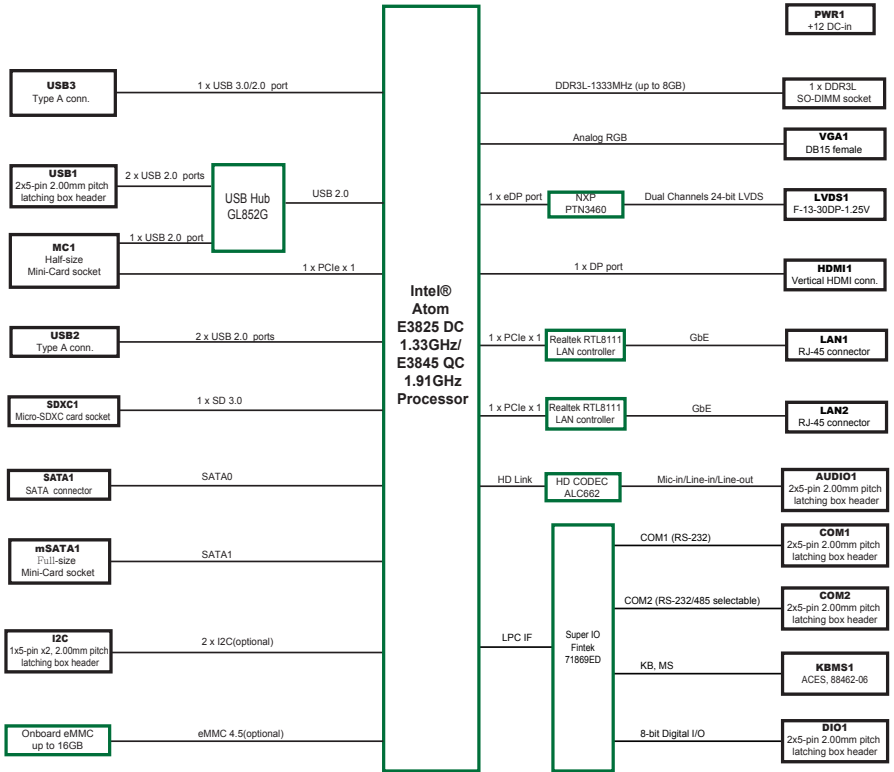 PWR1
+12 DC-in
USB3
Type A conn.
1 x USB 3.0/2.0 port
DDR3L-1333MHz (up to 8GB)
1 x DDR3L
SO-DIMM socket
Analog RGB
VGA1
DB15 female
USB1
2x5-pin 2.00mm pitch
latching box header
2 x USB 2.0 ports
USB Hub
GL852G
USB 2.0
1 x eDP port
NXP
PTN3460
Dual Channels 24-bit LVDS
LVDS1
F-13-30DP-1.25V
MC1
Half-size
Mini-Card socket
1 x USB 2.0 port
1 x PCIe x 1
1 x DP port
HDMI1
Vertical HDMI conn.
Intel®
Atom
E3825 DC
1.33GHz/
E3845 QC
1.91GHz
Processor
USB2
Type A conn.
2 x USB 2.0 ports
1 x PCIe x 1
Realtek RTL8111
LAN controller
GbE
LAN1
RJ-45 connector
SDXC1
Micro-SDXC card socket
1 x SD 3.0
1 x PCIe x 1
Realtek RTL8111
LAN controller
GbE
LAN2
RJ-45 connector
SATA1
SATA connector
SATA0
HD Link
HD CODEC
ALC662
Mic-in/Line-in/Line-out
AUDIO1
2x5-pin 2.00mm pitch
latching box header
mSATA1
Full-size
Mini-Card socket
SATA1
COM1 (RS-232)
COM1
2x5-pin 2.00mm pitch
latching box header
COM2 (RS-232/485 selectable)
COM2
2x5-pin 2.00mm pitch
latching box header
I2C
1x5-pin x2, 2.00mm pitch
latching box header
2 x I2C(optional)
LPC IF
Super IO
Fintek
71869ED
KB, MS
KBMS1
ACES, 88462-06
Onboard eMMC
up to 16GB
eMMC 4.5(optional)
8-bit Digital I/O
DIO1
2x5-pin 2.00mm pitch
latching box header